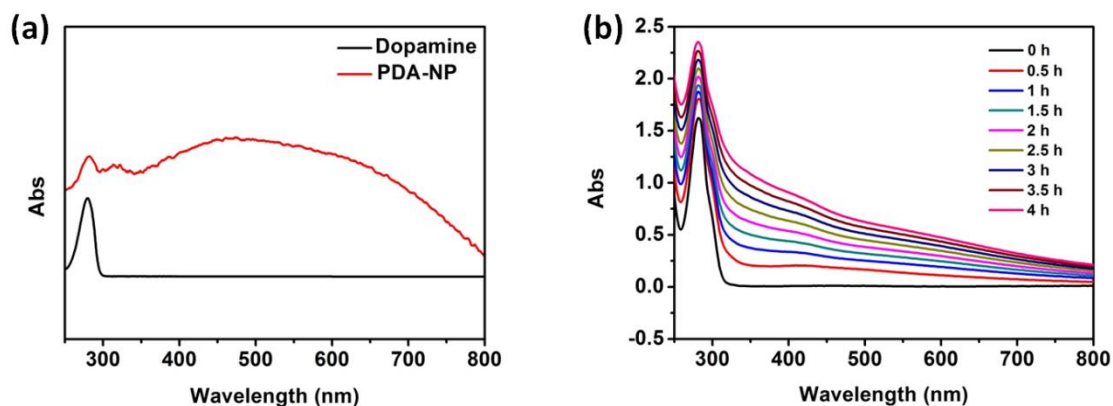 (a)
Dopamine
PDA-NP
Abs
300 400 500 600 700 800
Wavelength (nm)
(b)
2.5
2.0
1.5
1.0
0.5
0.0
-0.5
Abs
0 h
0.5 h
1 h
1.5 h
2 h
2.5 h
3 h
3.5 h
4 h
300 400 500 600 700 800
Wavelength (nm)